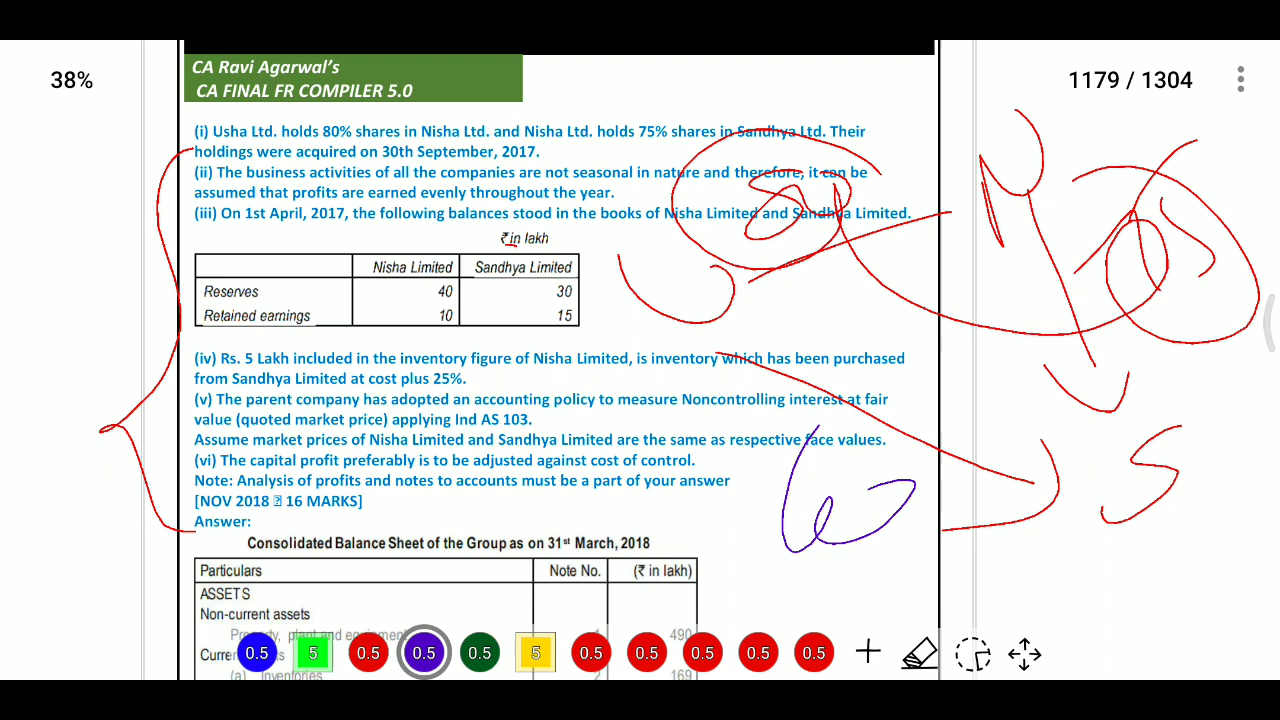 38%
CA Ravi Agarwal's
CA FINAL FR COMPILER 5.0
1179 / 1304
(i) Usha Ltd. holds 80% shares in Nisha Ltd. and Nisha Ltd. holds 75% shares in Sandhya Ltd. Their
holdings were acquired on 30th September, 2017.
(ii) The business activities of all the companies are not seasonal in nature and therefore, it can be
assumed that profits are earned evenly throughout the year.
(iii) On 1st April, 2017, the following balances stood in the books of Nisha Limited and Sandhya Limited.
₹ in lakh
Nisha Limited Sandhya Limited
Reserves 40 30
Retained earnings 10 15
(iv) Rs. 5 Lakh included in the inventory figure of Nisha Limited, is inventory which has been purchased
from Sandhya Limited at cost plus 25%.
(v) The parent company has adopted an accounting policy to measure Noncontrolling interest at fair
value (quoted market price) applying Ind AS 103.
Assume market prices of Nisha Limited and Sandhya Limited are the same as respective face values.
(vi) The capital profit preferably is to be adjusted against cost of control.
Note: Analysis of profits and notes to accounts must be a part of your answer
[NOV 2018 16 MARKS]
Answer:
Consolidated Balance Sheet of the Group as on 31st March, 2018
Particulars Note No. (₹ in lakh)
ASSETS
Non-current assets
Property, plant and equipment 1 490
(a) Inventories 2 169
0.5 5 0.5 0.5 0.5 5 0.5 0.5 0.5 0.5 0.5